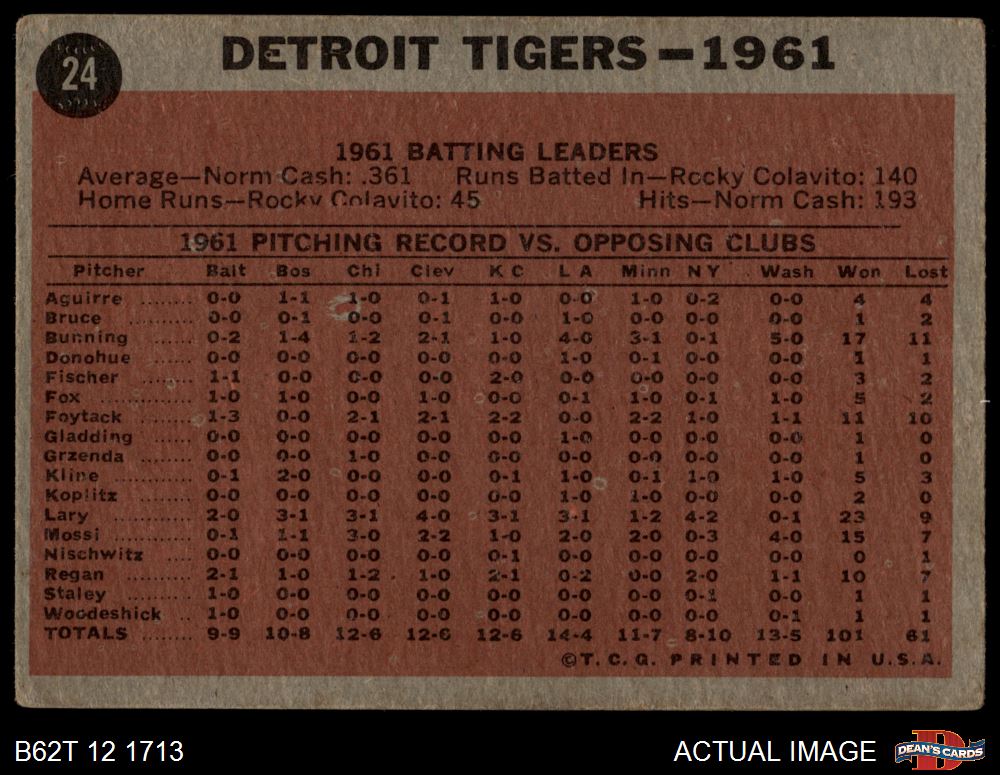 24
DETROIT TIGERS—1961
1961 BATTING LEADERS
Average—Norm Cash: .361 Runs Batted In—Rocky Colavito: 140
Home Runs—Rocky Colavito: 45 Hits—Norm Cash: 193
1961 PITCHING RECORD VS. OPPOSING CLUBS
Pitcher Balt Bos Chi Clev K C L A Minn N Y Wash Won Lost
Aguirre ........ 0-0 1-1 1-0 0-1 1-0 0-0 1-0 0-2 0-0 4 4
Bruce .......... 0-0 0-1 0-0 0-1 0-0 1-0 0-0 0-0 0-0 1 2
Bunning ...... 0-2 1-4 1-2 2-1 1-0 4-0 3-1 0-1 5-0 17 11
Donohue ...... 0-0 0-0 0-0 0-0 0-0 1-0 0-1 0-0 0-0 1 1
Fischer ........ 1-1 0-0 0-0 0-0 2-0 0-0 0-0 0-0 0-0 3 2
Fox .............. 1-0 1-0 0-0 1-0 0-0 0-1 1-0 0-1 1-0 5 2
Foytack ........ 1-3 0-0 2-1 2-1 2-2 0-0 2-2 1-0 1-1 11 10
Gladding ...... 0-0 0-0 0-0 0-0 0-0 1-0 0-0 0-0 0-0 1 0
Grzenda ........ 0-0 0-0 1-0 0-0 0-0 0-0 0-0 0-0 0-0 1 0
Kline ............ 0-1 2-0 0-0 0-0 0-1 1-0 0-1 1-0 1-0 5 3
Koplitz ........ 0-0 0-0 0-0 0-0 0-0 1-0 1-0 0-0 0-0 2 0
Lary ............ 2-0 3-1 3-1 4-0 3-1 3-1 1-2 4-2 0-1 23 9
Mossi .......... 0-1 1-1 3-0 2-2 1-0 2-0 2-0 0-3 4-0 15 7
Nischwitz .... 0-0 0-0 0-0 0-0 0-1 0-0 0-0 0-0 0-0 0 1
Regan .......... 2-1 1-0 1-2 1-0 2-1 0-2 0-0 2-0 1-1 10 7
Staley .......... 1-0 0-0 0-0 0-0 0-0 0-0 0-0 0-1 0-0 1 1
Woodeshick .. 1-0 0-0 0-0 0-0 0-0 0-0 0-0 0-0 0-1 1 1
TOTALS ........ 9-9 10-8 12-6 12-6 12-6 14-4 11-7 8-10 13-5 101 61
©T.C.G. PRINTED IN U.S.A.
B62T 12 1713 ACTUAL IMAGE D DEAN'S CARDS